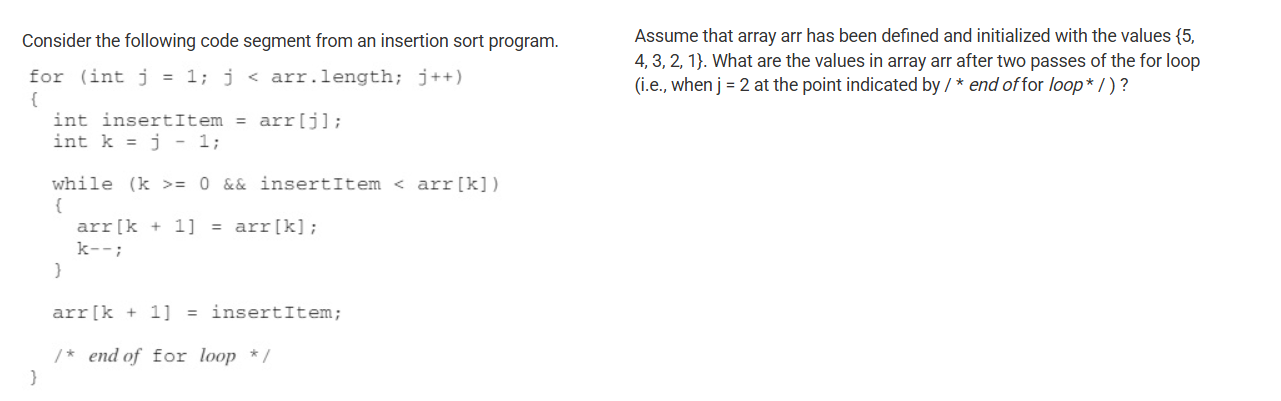 Consider the following code segment from an insertion sort program.
for (int j = 1; j < arr.length; j++)
{
int insertItem = arr[j];
int k = j - 1;
while (k >= 0 && insertItem < arr[k])
{
arr[k + 1] = arr[k];
k--;
}
arr[k + 1] = insertItem;
/* end of for loop */
}
Assume that array arr has been defined and initialized with the values {5,
4, 3, 2, 1}. What are the values in array arr after two passes of the for loop
(i.e., when j = 2 at the point indicated by / * end of for loop * / ) ?